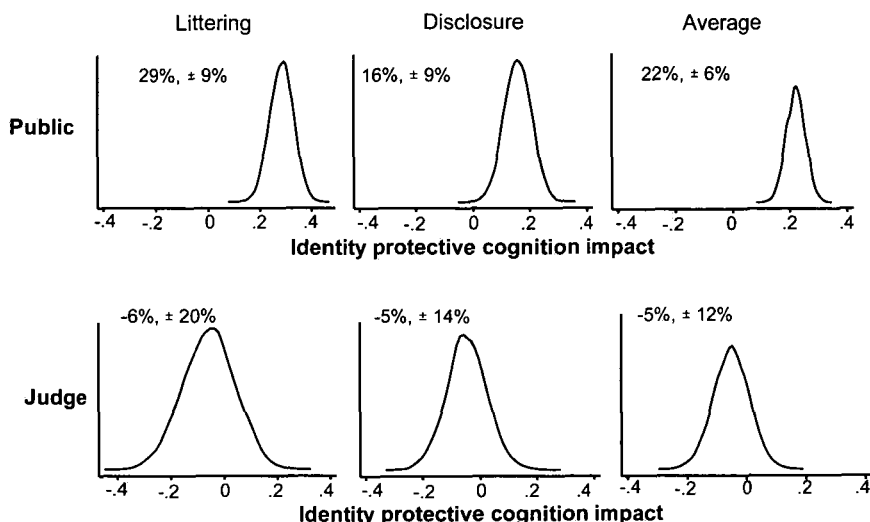 Littering Disclosure Average
29%, ± 9% 16%, ± 9% 22%, ± 6%
Public
-.4 -.2 0 .2 .4 -.4 -.2 0 .2 .4 -.4 -.2 0 .2 .4
Identity protective cognition impact
-6%, ± 20% -5%, ± 14% -5%, ± 12%
Judge
-.4 -.2 0 .2 .4 -.4 -.2 0 .2 .4 -.4 -.2 0 .2 .4
Identity protective cognition impact